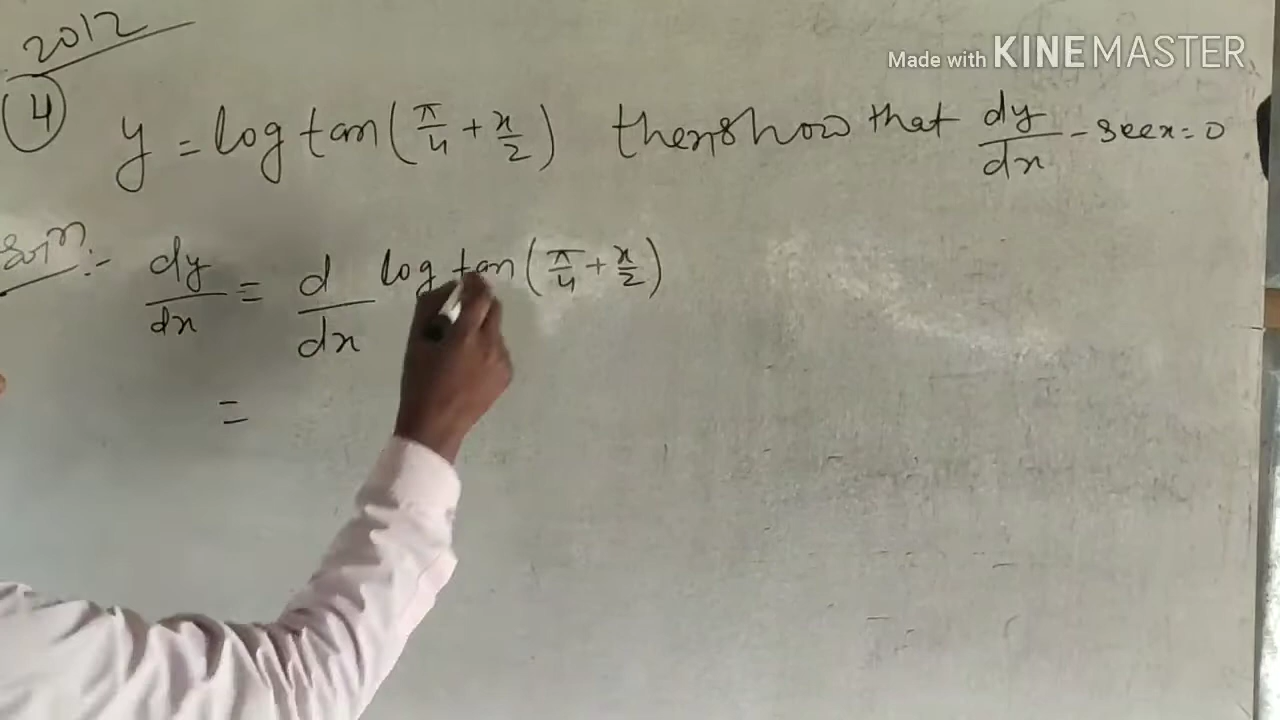 Made with KINEMASTER
2012
4 y = log tan(π/4 + x/2) then show that dy/dx - secx = 0
Soln:- dy/dx = d/dx log tan(π/4 + x/2)
=